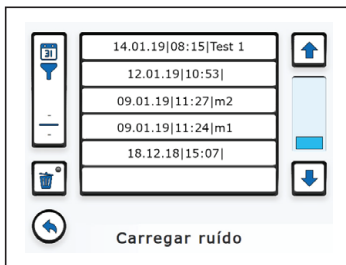 31
14.01.19|08:15|Test 1
12.01.19|10:53|
09.01.19|11:27|m2
09.01.19|11:24|m1
18.12.18|15:07|
-
-
Carregar ruído